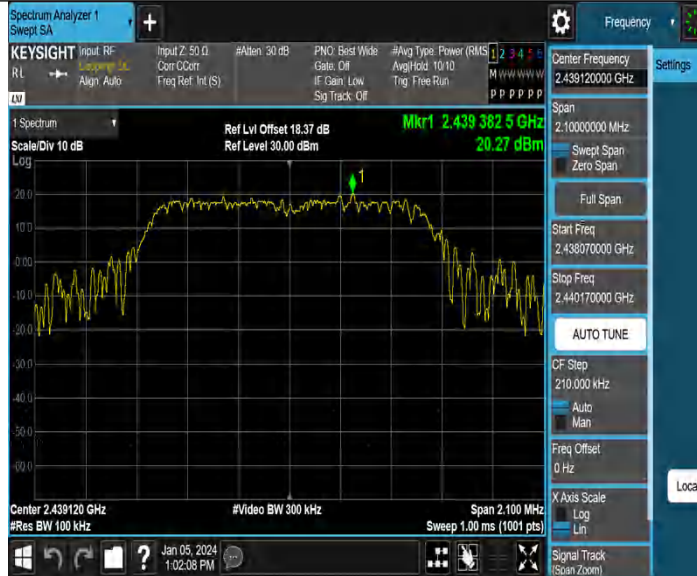 Spectrum Analyzer 1
Swept SA
+
Frequency
KEYSIGHT
Input: RF
Input Z: 50 Ω
#Atten: 30 dB
PNO: Best Wide
#Avg Type: Power (RMS
1 2 3 4 5 6
RL
Align: Auto
Corr CCorr
Freq Ref: Int (S)
Gate: Off
IF Gain: Low
Sig Track: Off
Avg|Hold: 10/10
Trig: Free Run
M W W W W W
P P P P P P
1 Spectrum
Scale/Div 10 dB
Ref Lvl Offset 18.37 dB
Ref Level 30.00 dBm
Mkr1 2.439 382 5 GHz
20.27 dBm
Log
1
20.0
10.0
0.00
-10.0
-20.0
-30.0
-40.0
-50.0
-60.0
Center 2.439120 GHz
#Res BW 100 kHz
#Video BW 300 kHz
Span 2.100 MHz
Sweep 1.00 ms (1001 pts)
?
Jan 05, 2024
1:02:08 PM
Center Frequency
2.439120000 GHz
Settings
Span
2.10000000 MHz
Swept Span
Zero Span
Full Span
Start Freq
2.438070000 GHz
Stop Freq
2.440170000 GHz
AUTO TUNE
CF Step
210.000 kHz
Auto
Man
Freq Offset
0 Hz
X Axis Scale
Log
Lin
Loca
Signal Track
(Span Zoom)